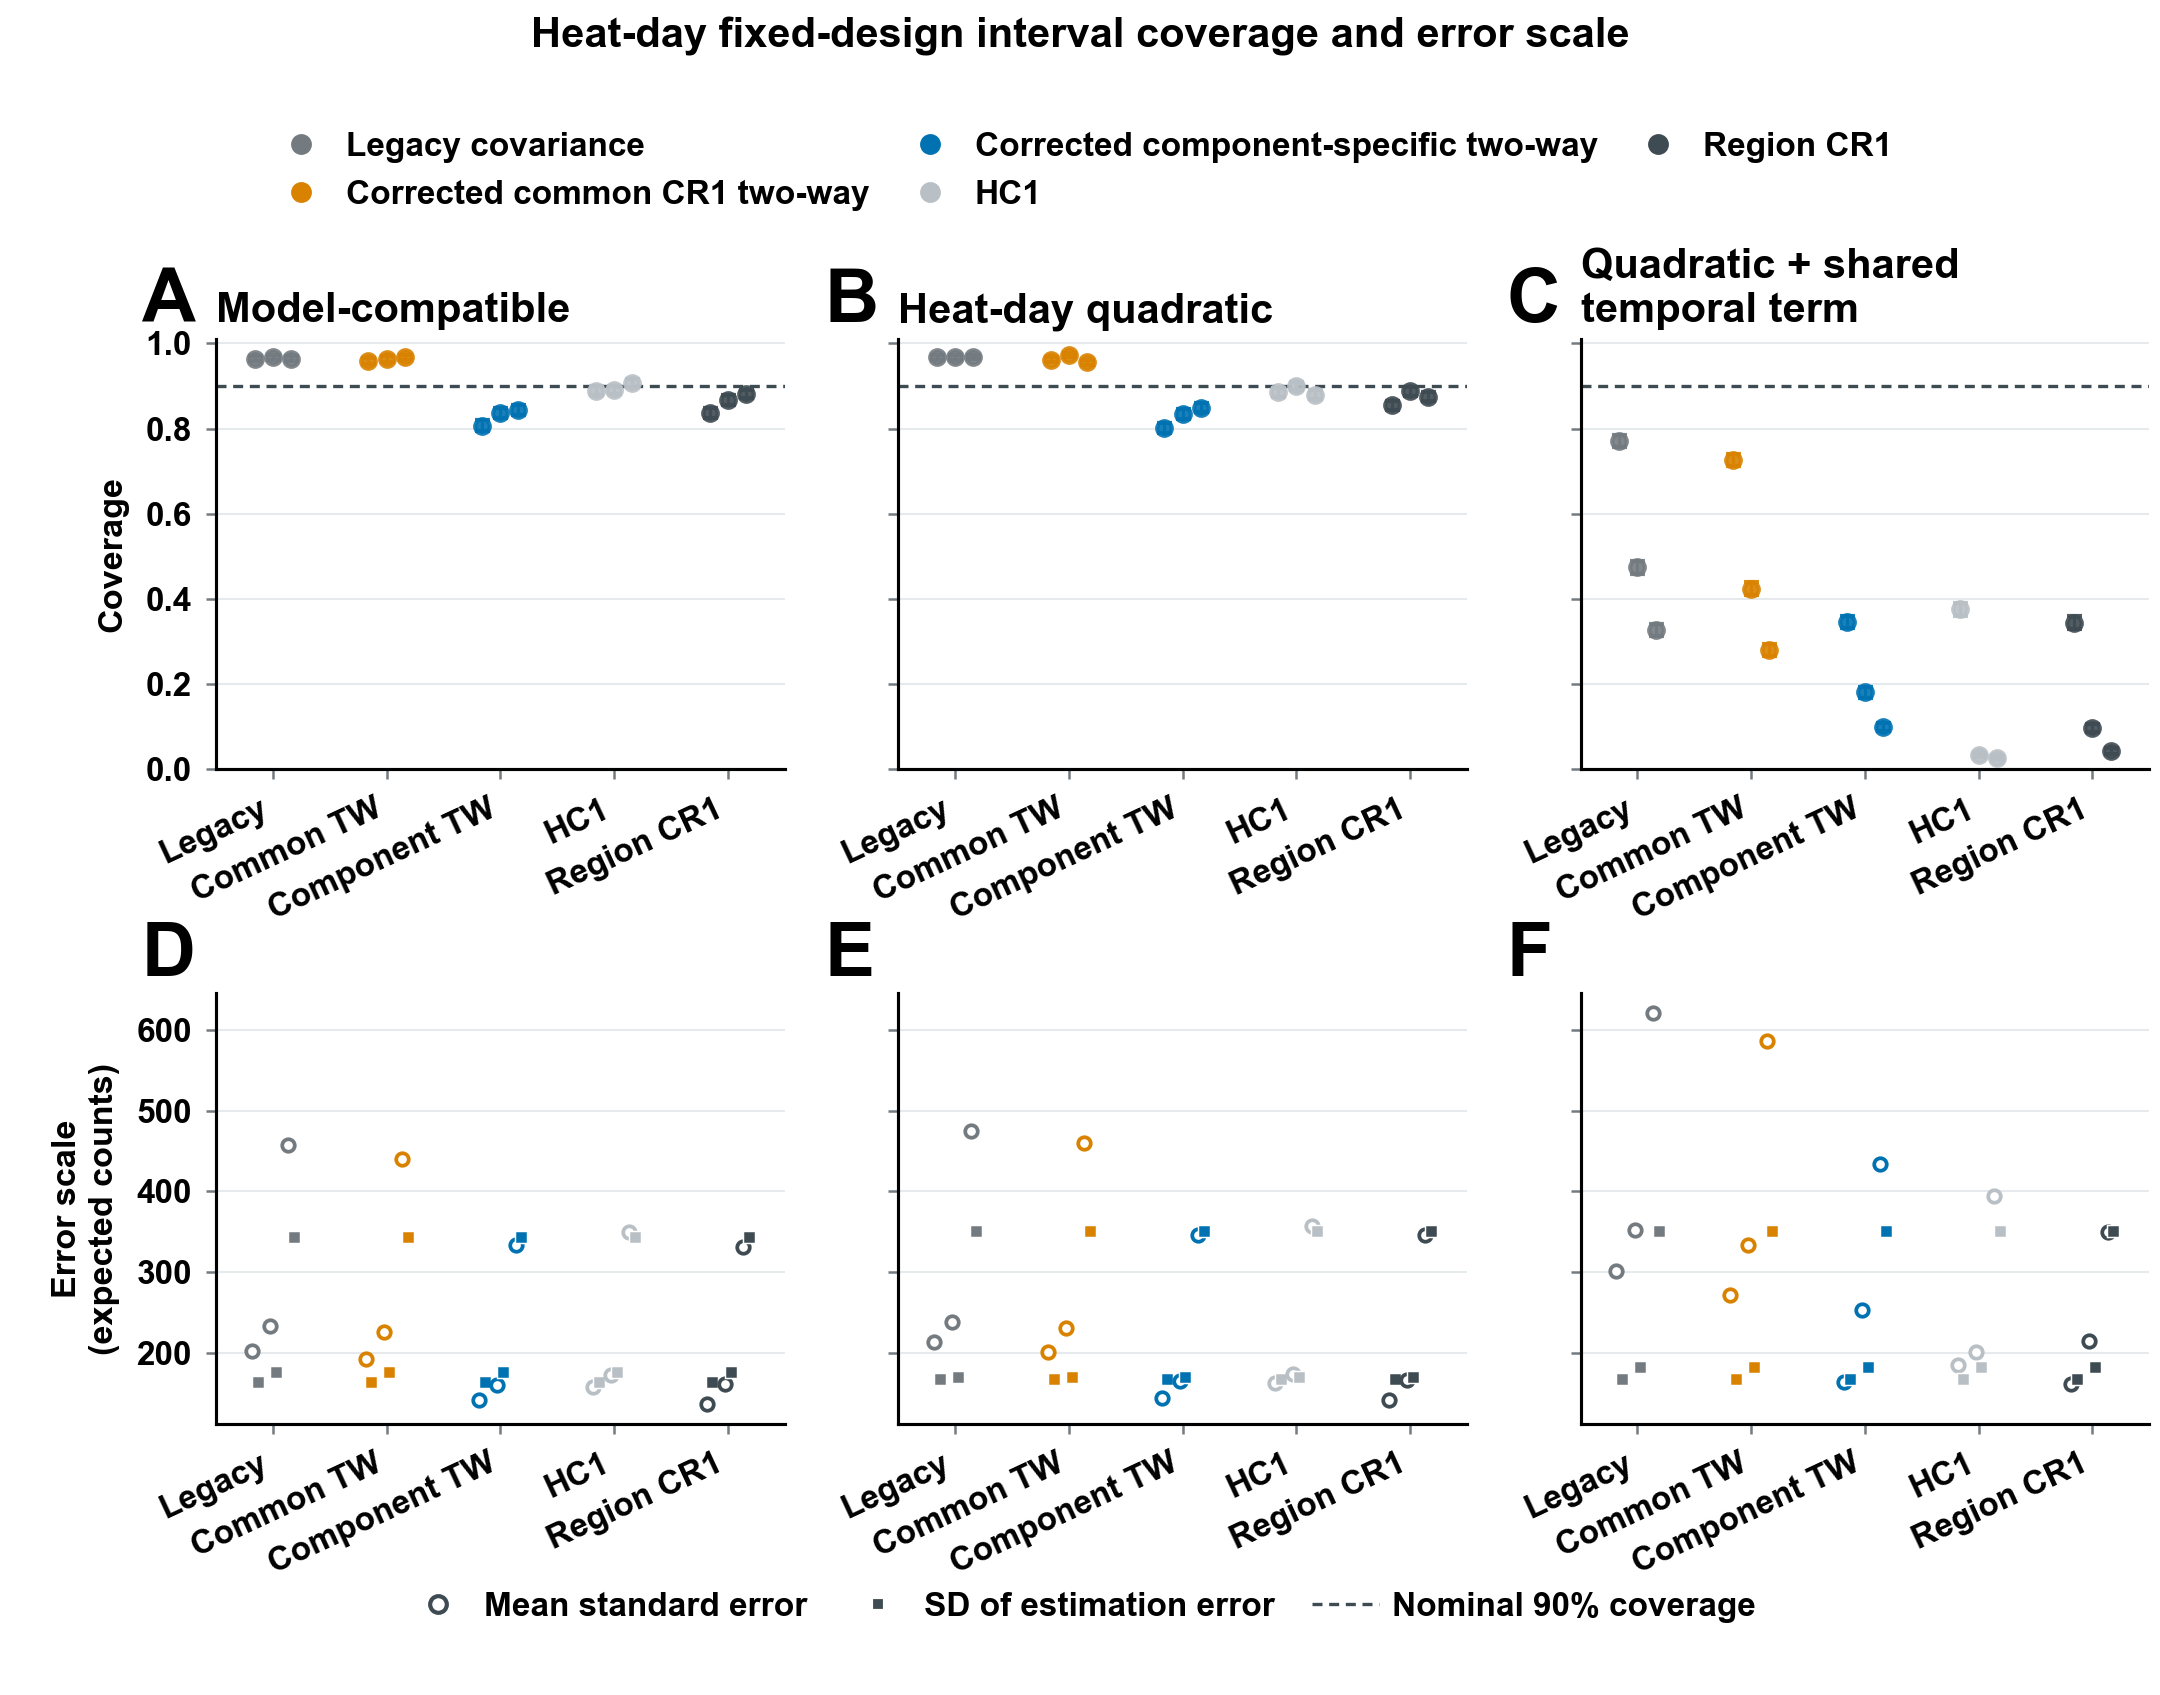 Heat-day fixed-design interval coverage and error scale
Legacy covariance
Corrected component-specific two-way
Region CR1
Corrected common CR1 two-way
HC1
A
Model-compatible
B
Heat-day quadratic
C
Quadratic + shared
temporal term
Coverage
1.0
0.8
0.6
0.4
0.2
0.0
Legacy
Common TW
Component TW
HC1
Region CR1
Legacy
Common TW
Component TW
HC1
Region CR1
Legacy
Common TW
Component TW
HC1
Region CR1
D
E
F
Error scale
(expected counts)
600
500
400
300
200
Legacy
Common TW
Component TW
HC1
Region CR1
Legacy
Common TW
Component TW
HC1
Region CR1
Legacy
Common TW
Component TW
HC1
Region CR1
Mean standard error
SD of estimation error
Nominal 90% coverage